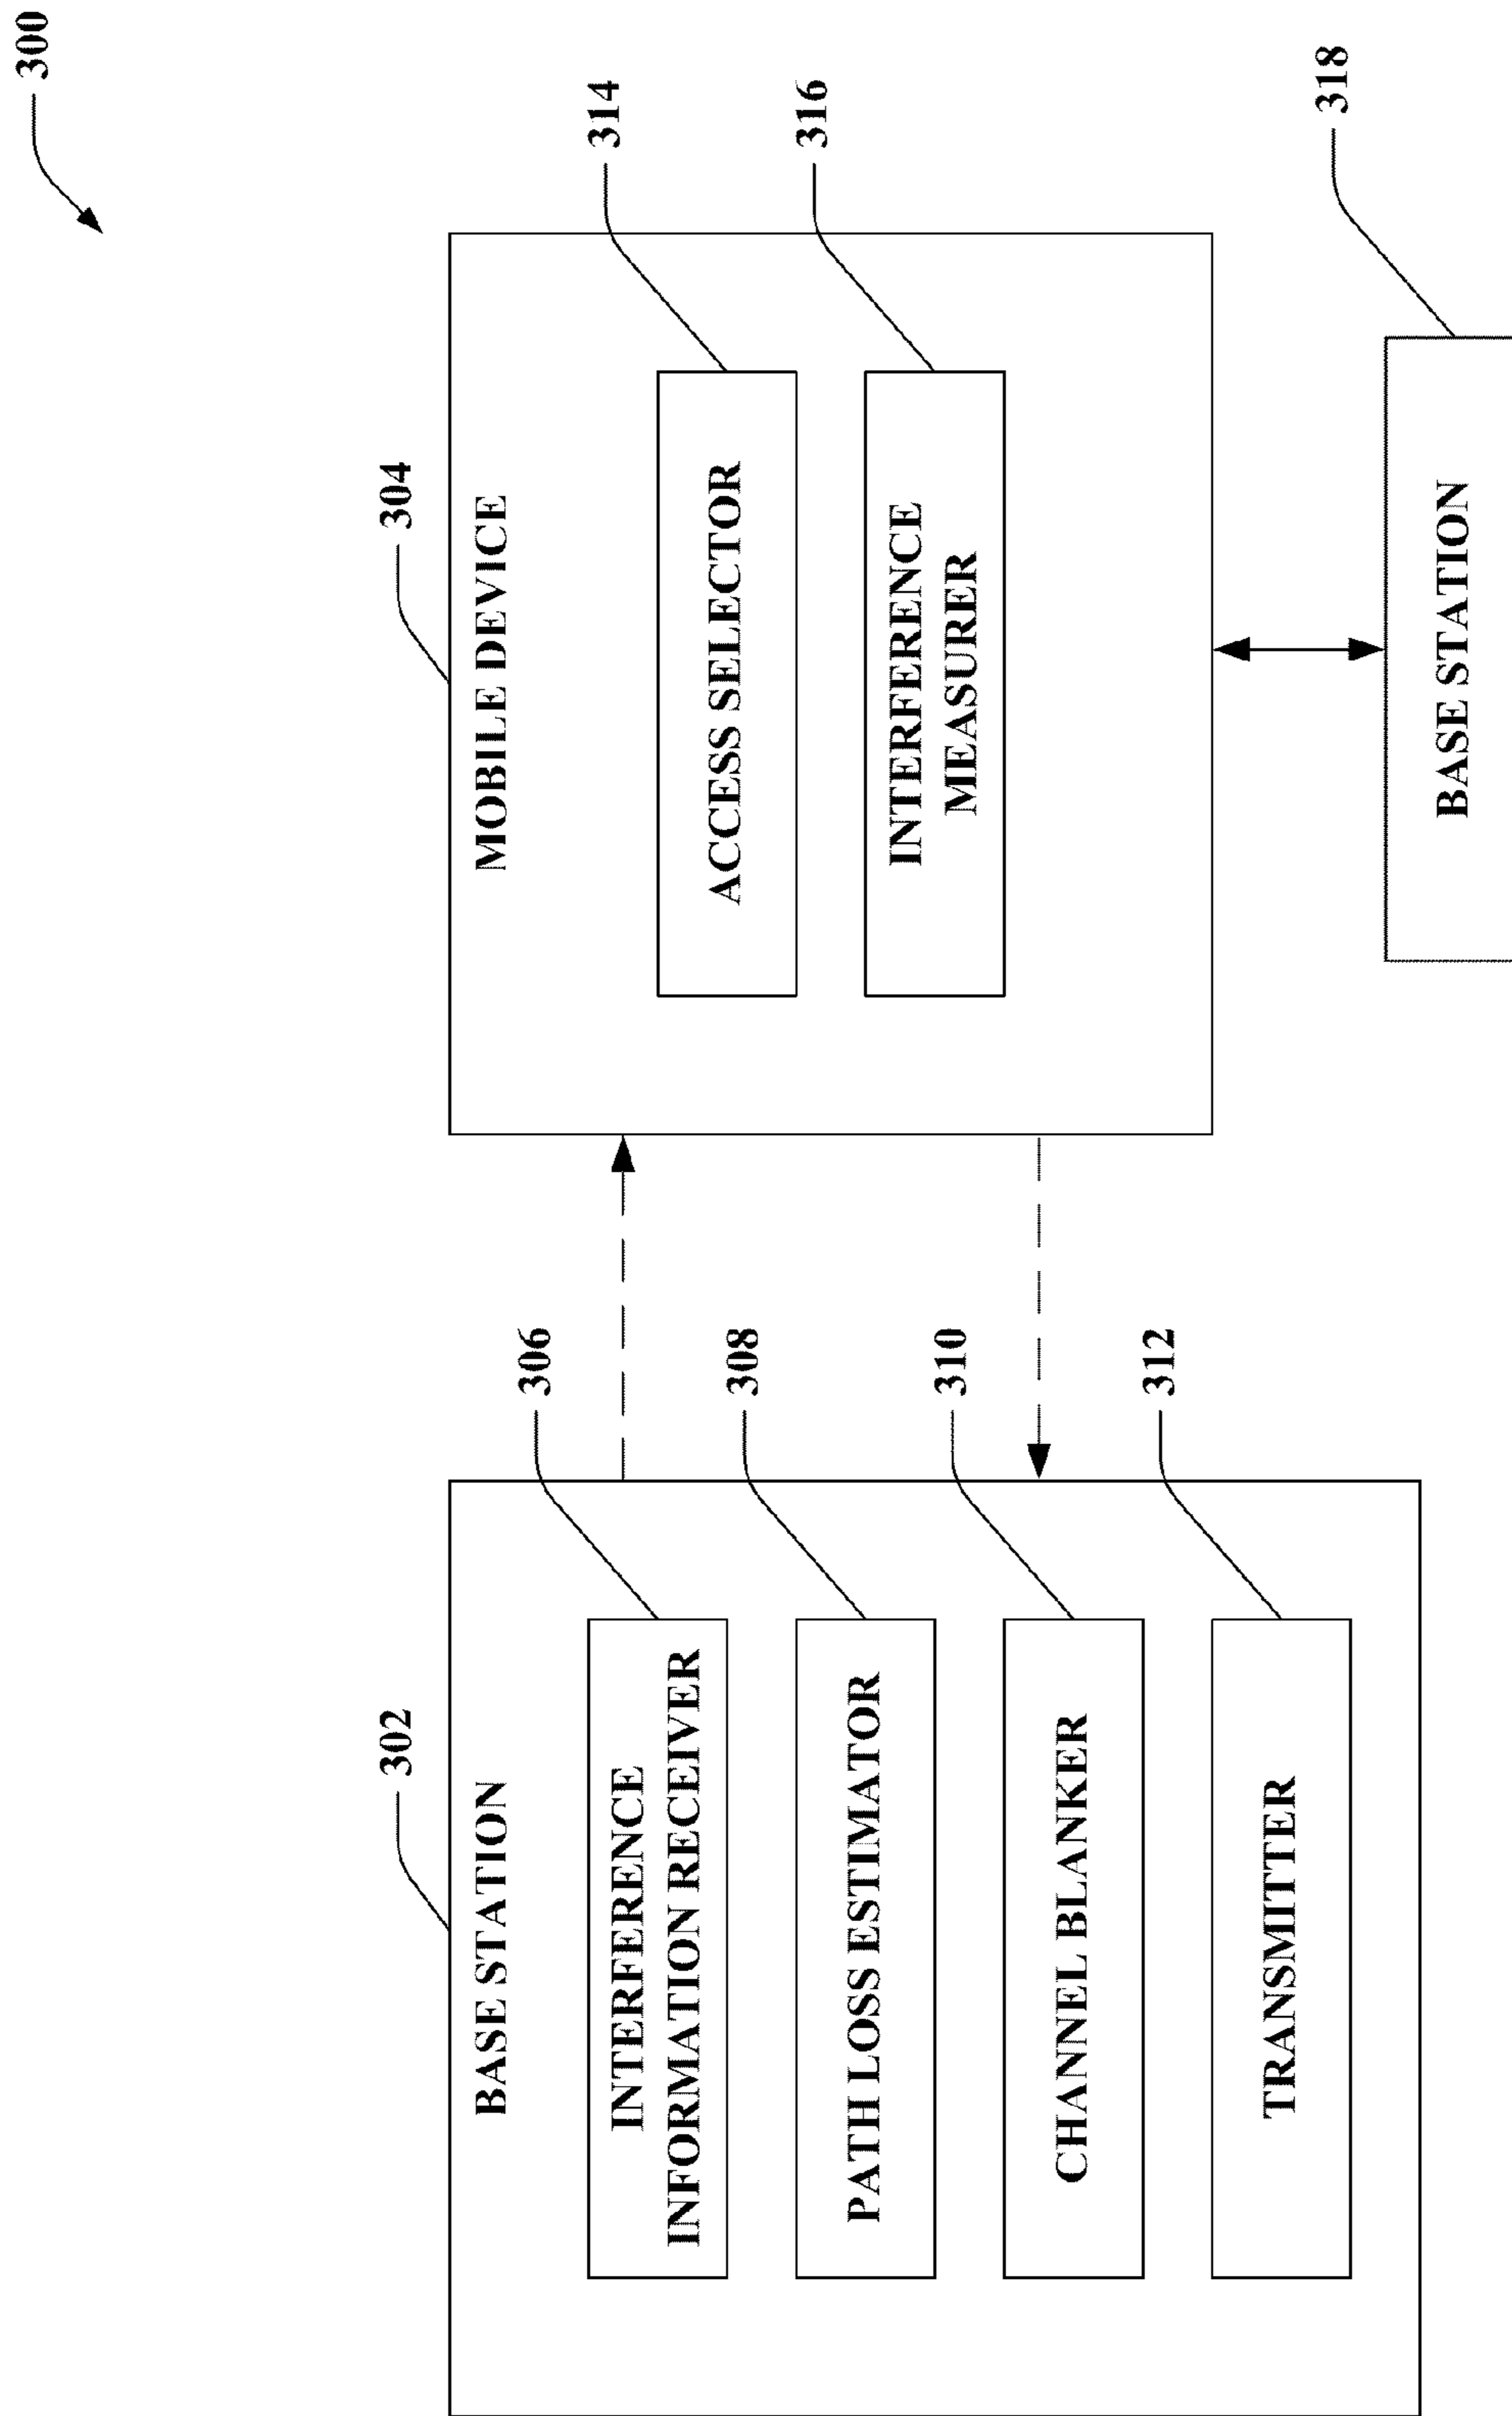 300
302
BASE STATION
306
INTERFERENCE
INFORMATION RECEIVER
308
PATH LOSS ESTIMATOR
310
CHANNEL BLANKER
312
TRANSMITTER
304
MOBILE DEVICE
314
ACCESS SELECTOR
316
INTERFERENCE
MEASURER
318
BASE STATION